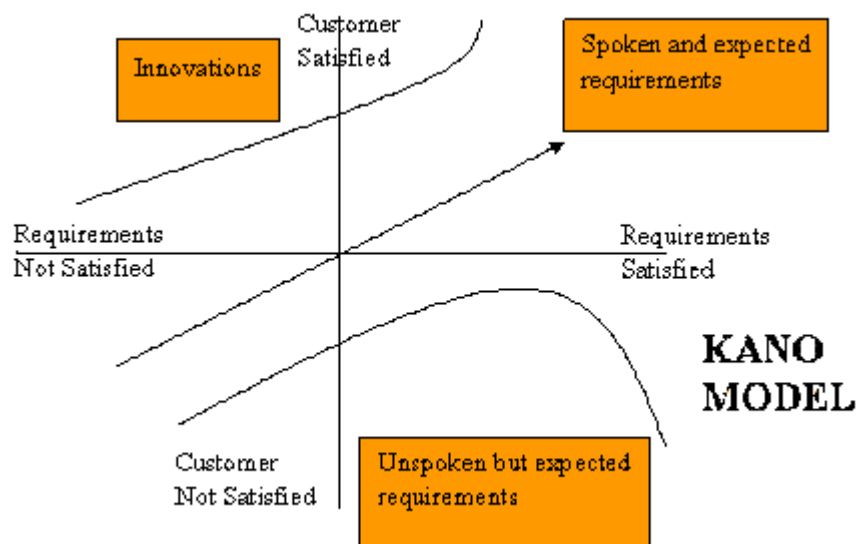 Customer
Satisfied
Innovations
Spoken and expected
requirements
Requirements
Not Satisfied
Requirements
Satisfied
KANO
MODEL
Customer
Not Satisfied
Unspoken but expected
requirements